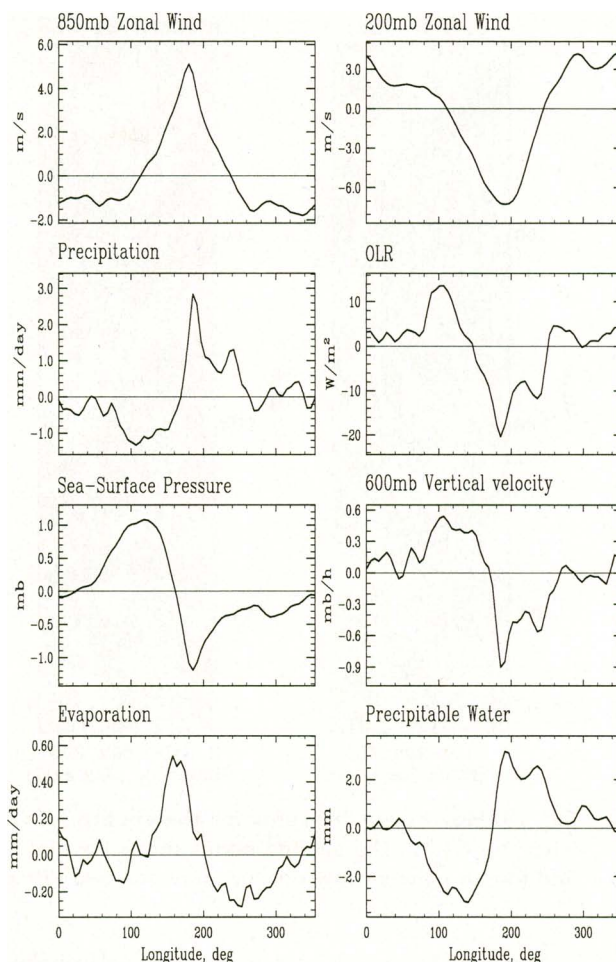 850mb Zonal Wind
200mb Zonal Wind
6.0
4.0
2.0
0.0
-2.0
m/s
3.0
0.0
-3.0
-6.0
m/s
Precipitation
OLR
3.0
2.0
1.0
0.0
-1.0
mm/day
10
0
-10
-20
W/m²
Sea-Surface Pressure
600mb Vertical velocity
1.0
0.5
0.0
-0.5
-1.0
mb
0.6
0.3
0.0
-0.3
-0.6
-0.9
mb/h
Evaporation
Precipitable Water
0.60
0.40
0.20
0.00
-0.20
mm/day
2.0
0.0
-2.0
mm
0 100 200 300
0 100 200 300
Longitude, deg
Longitude, deg